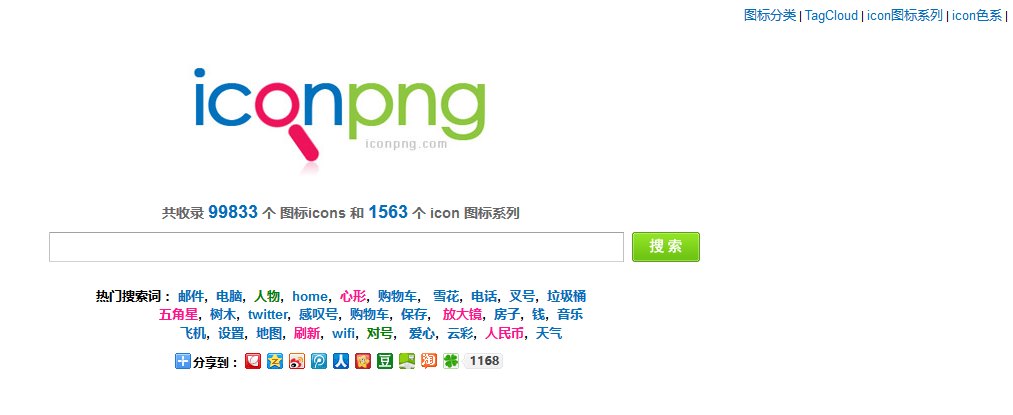 图标分类 | TagCloud | icon图标系列 | icon色系 |
iconpng
iconpng.com
共收录 99833 个 图标icons 和 1563 个 icon 图标系列
搜 索
热门搜索词： 邮件, 电脑, 人物, home, 心形, 购物车, 雪花, 电话, 叉号, 垃圾桶
五角星, 树木, twitter, 感叹号, 购物车, 保存, 放大镜, 房子, 钱, 音乐
飞机, 设置, 地图, 刷新, wifi, 对号, 爱心, 云彩, 人民币, 天气
分享到： 人 豆 淘 1168